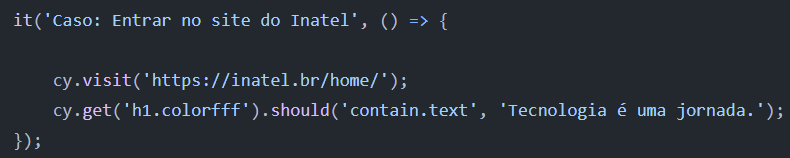 it('Caso: Entrar no site do Inatel', () => {
cy.visit('https://inatel.br/home/');
cy.get('h1.colorfff').should('contain.text', 'Tecnologia é uma jornada.');
});